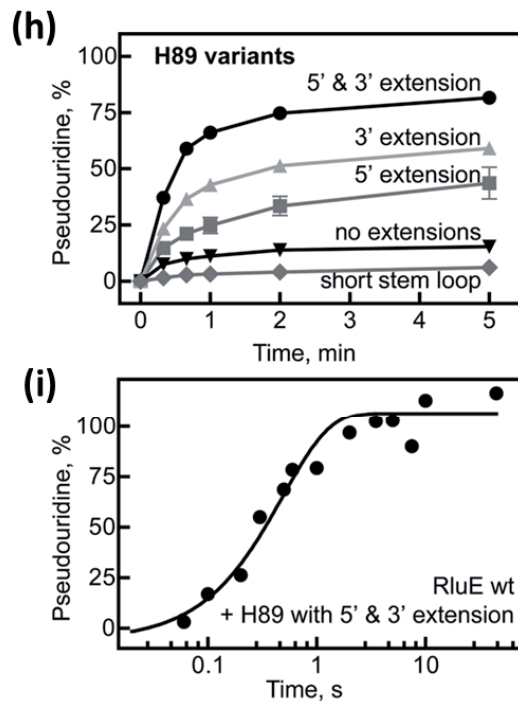 (h)
H89 variants
Pseudouridine, %
100
75
50
25
0
5’ & 3’ extension
3’ extension
5’ extension
no extensions
short stem loop
0 1 2 3 4 5
Time, min
(i)
Pseudouridine, %
100
75
50
25
0
RluE wt
+ H89 with 5’ & 3’ extension
0.1 1 10
Time, s